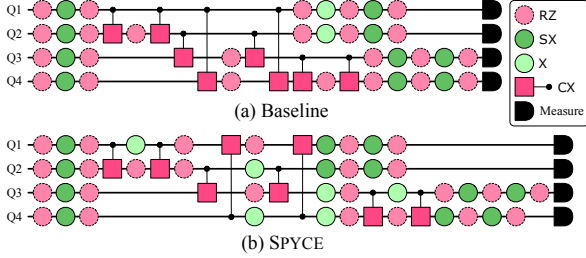 Q1
Q2
Q3
Q4
(a) Baseline
Q1
Q2
Q3
Q4
(b) SPYCE
RZ
SX
X
CX
Measure